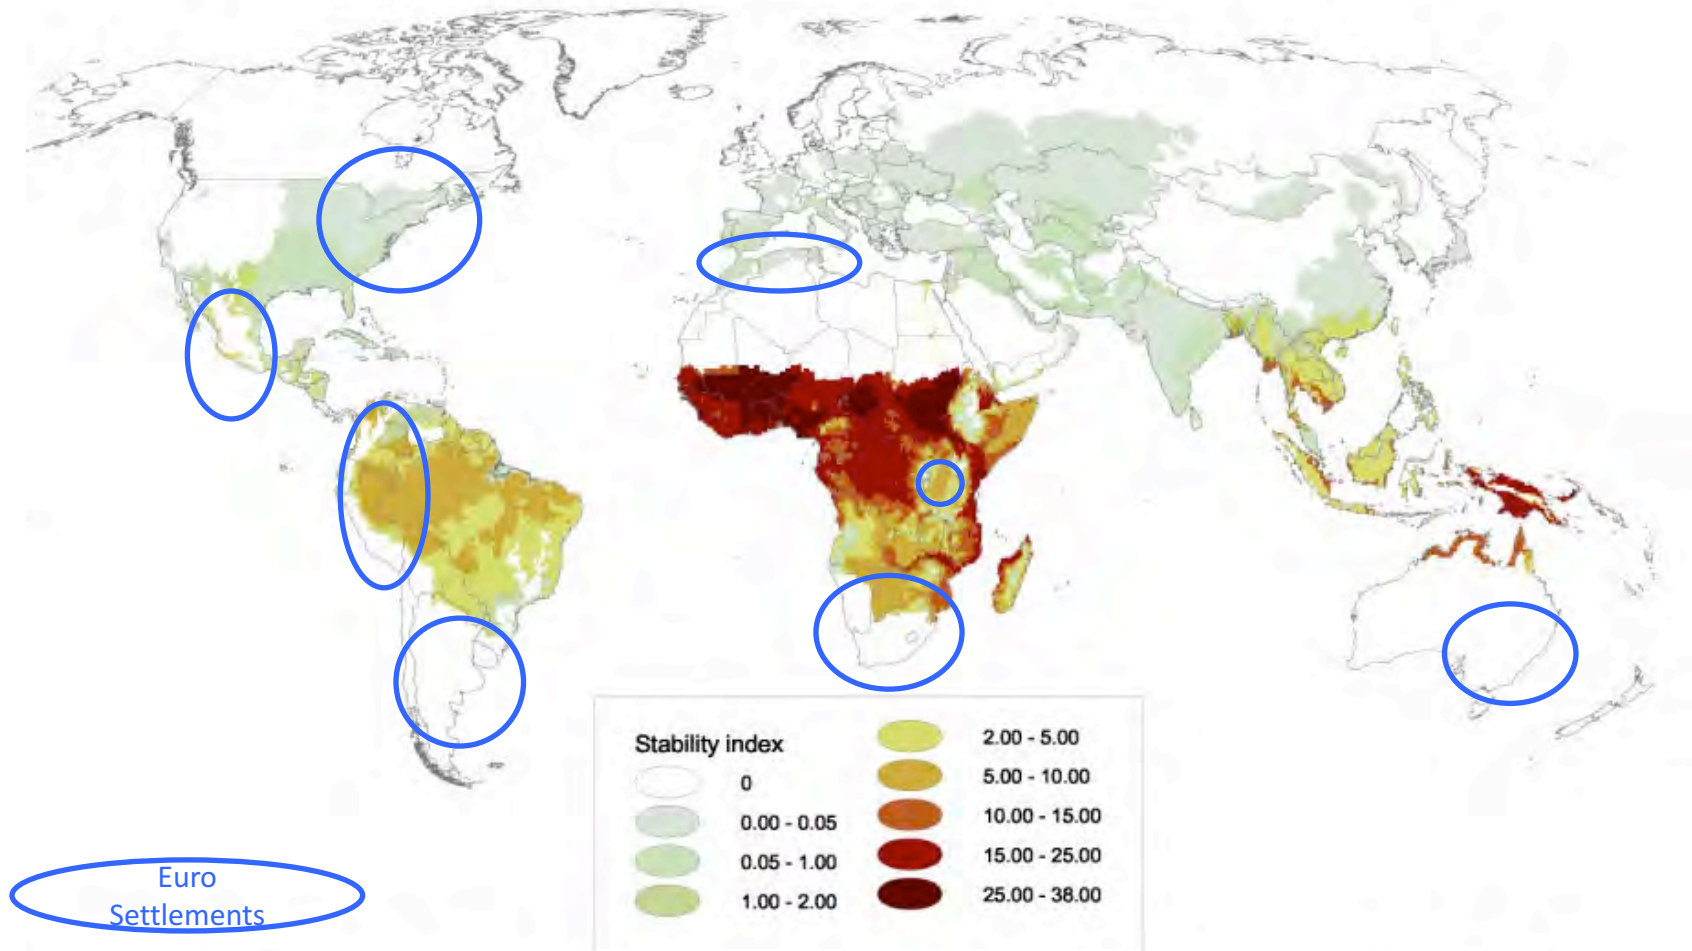 Stability index
0
0.00 - 0.05
0.05 - 1.00
1.00 - 2.00
2.00 - 5.00
5.00 - 10.00
10.00 - 15.00
15.00 - 25.00
25.00 - 38.00
Euro
Settlements